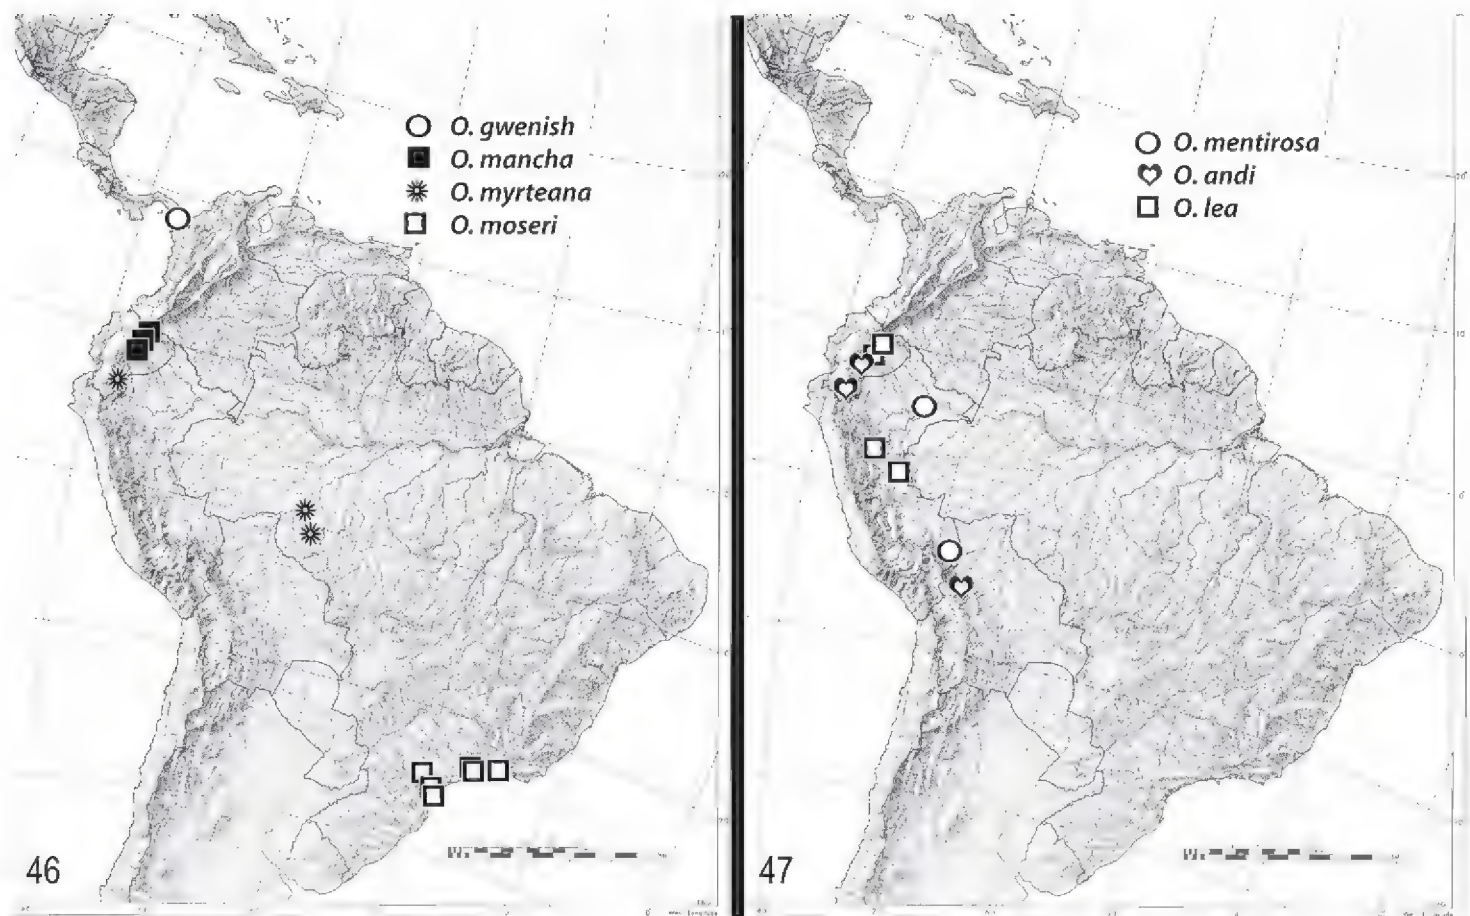 O. gwenish
O. mancha
O. myrteana
O. moseri
46
O. mentirosa
O. andi
O. lea
47